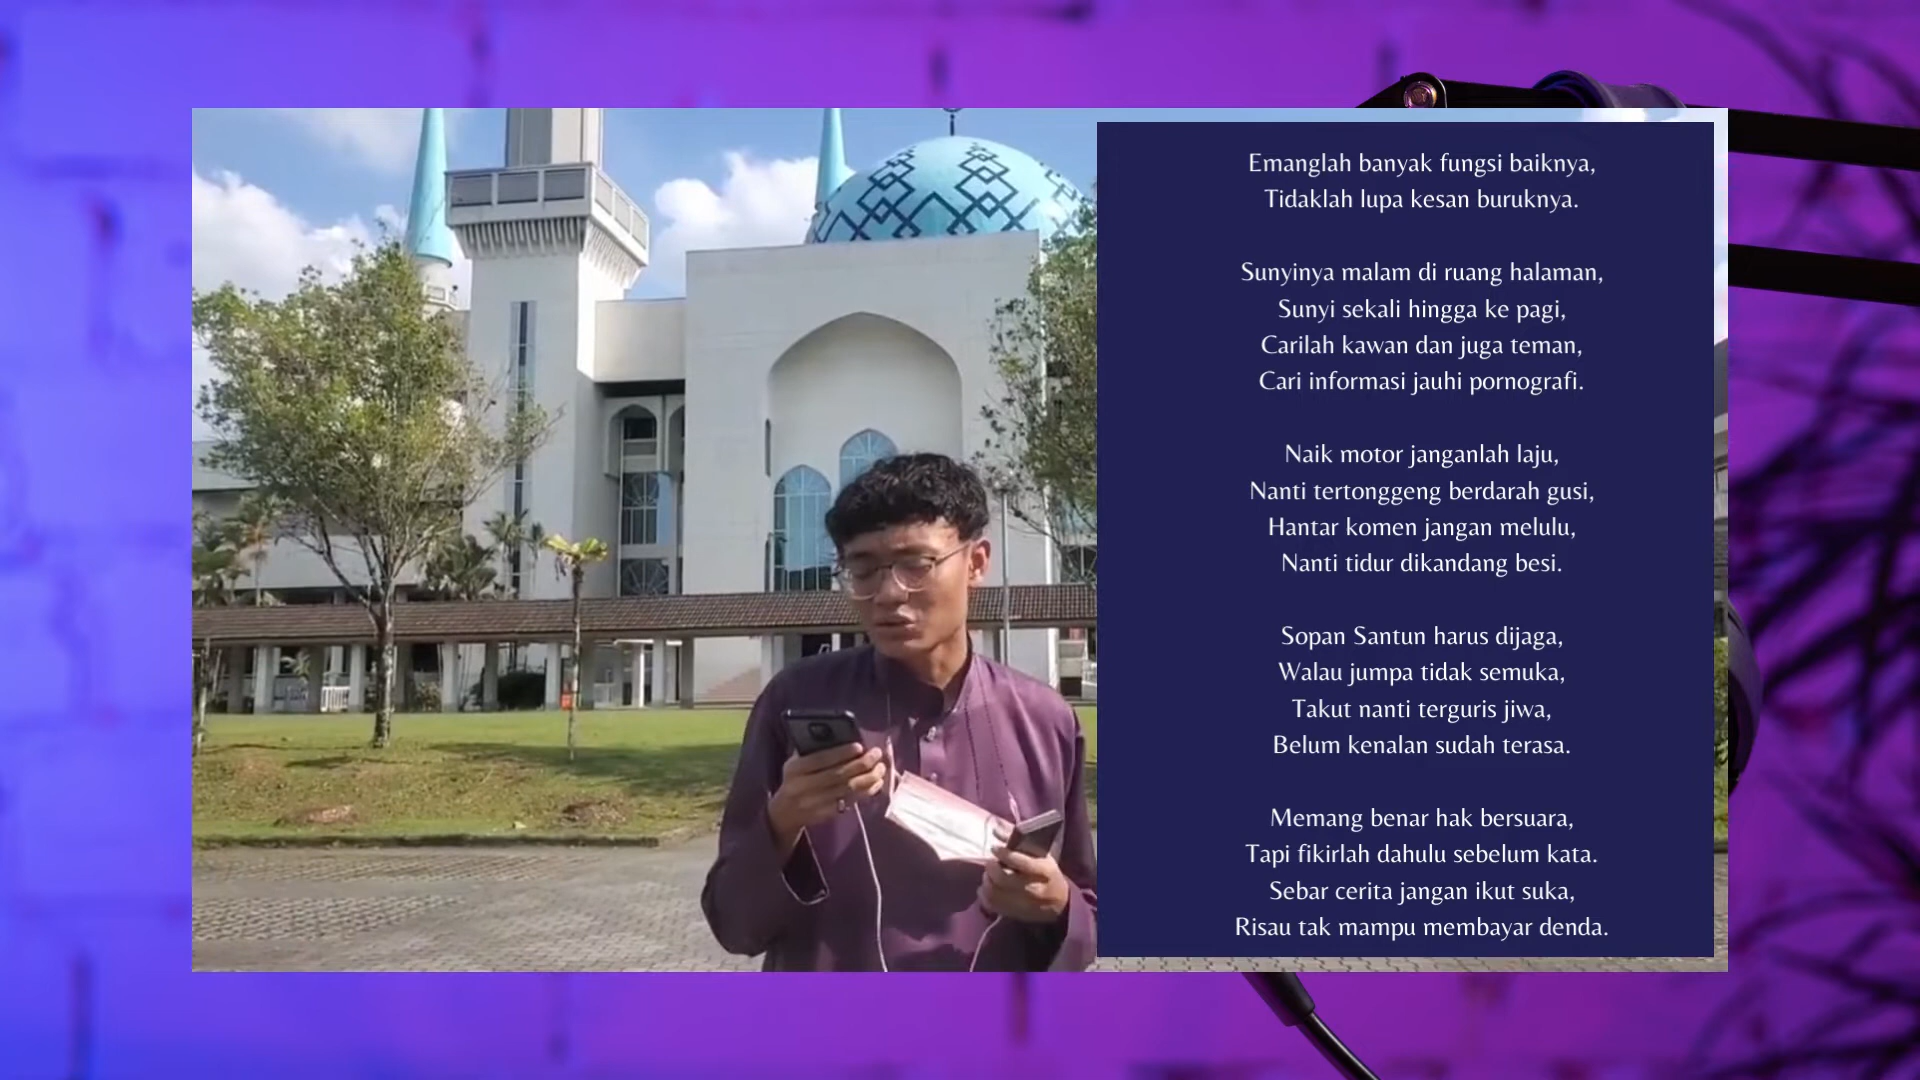 Emanglah banyak fungsi baiknya,
Tidaklah lupa kesan buruknya.
Sunyinya malam di ruang halaman,
Sunyi sekali hingga ke pagi,
Carilah kawan dan juga teman,
Cari informasi jauhi pornografi.
Naik motor janganlah laju,
Nanti tertonggeng berdarah gusi,
Hantar komen jangan melulu,
Nanti tidur dikandang besi.
Sopan Santun harus dijaga,
Walau jumpa tidak semuka,
Takut nanti terguris jiwa,
Belum kenalan sudah terasa.
Memang benar hak bersuara,
Tapi fikirlah dahulu sebelum kata.
Sebar cerita jangan ikut suka,
Risau tak mampu membayar denda.